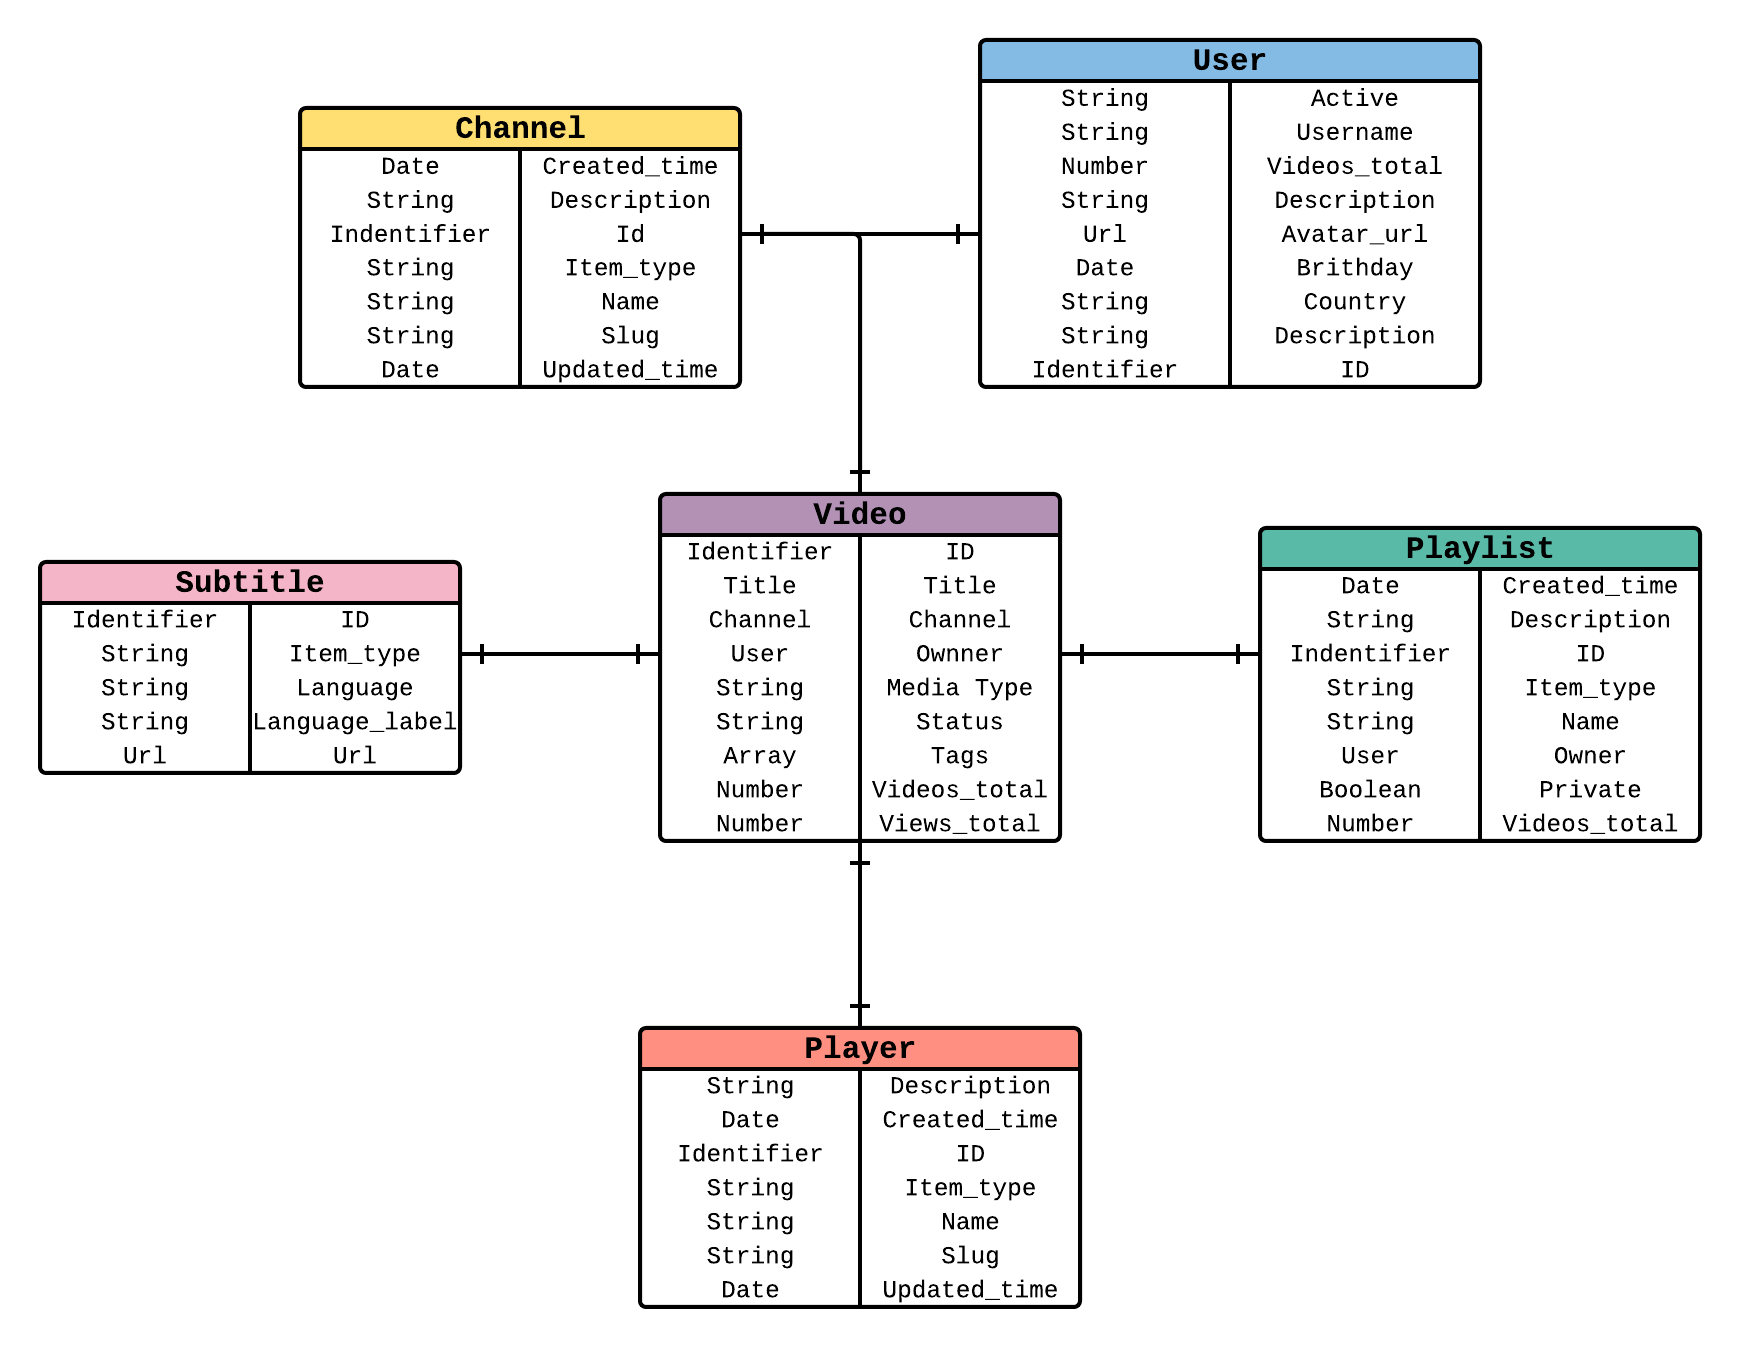 User
String Active
String Username
Number Videos_total
String Description
Url Avatar_url
Date Brithday
String Country
String Description
Identifier ID
Channel
Date Created_time
String Description
Indentifier Id
String Item_type
String Name
String Slug
Date Updated_time
Video
Identifier ID
Title Title
Channel Channel
User Ownner
String Media Type
String Status
Array Tags
Number Videos_total
Number Views_total
Subtitle
Identifier ID
String Item_type
String Language
String Language_label
Url Url
Playlist
Date Created_time
String Description
Indentifier ID
String Item_type
String Name
User Owner
Boolean Private
Number Videos_total
Player
String Description
Date Created_time
Identifier ID
String Item_type
String Name
String Slug
Date Updated_time